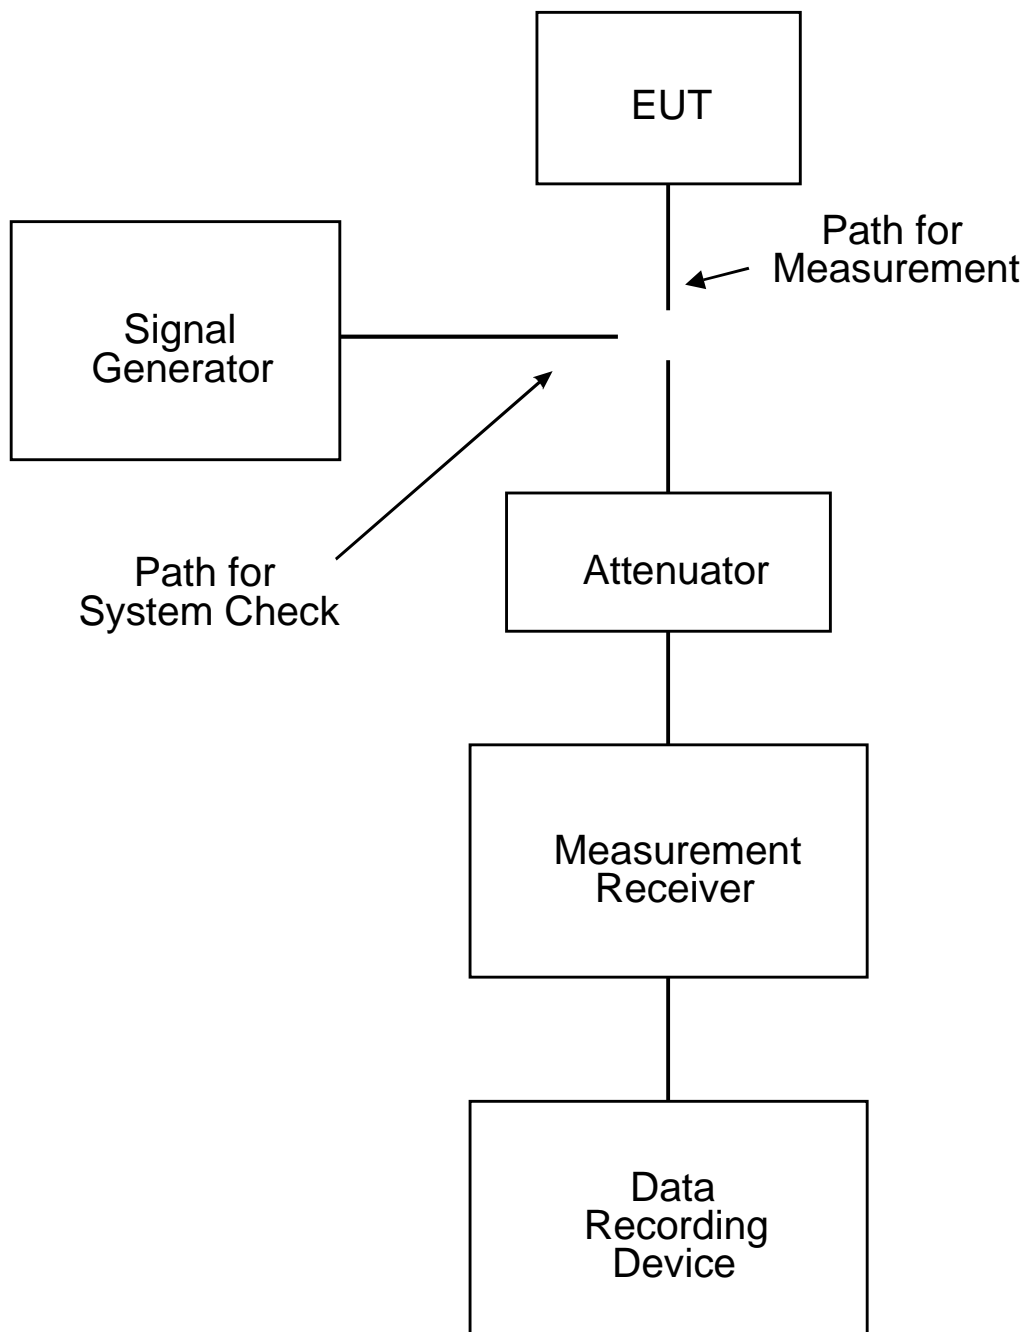 EUT
Path for
Measurement
Signal
Generator
Path for
System Check
Attenuator
Measurement
Receiver
Data
Recording
Device